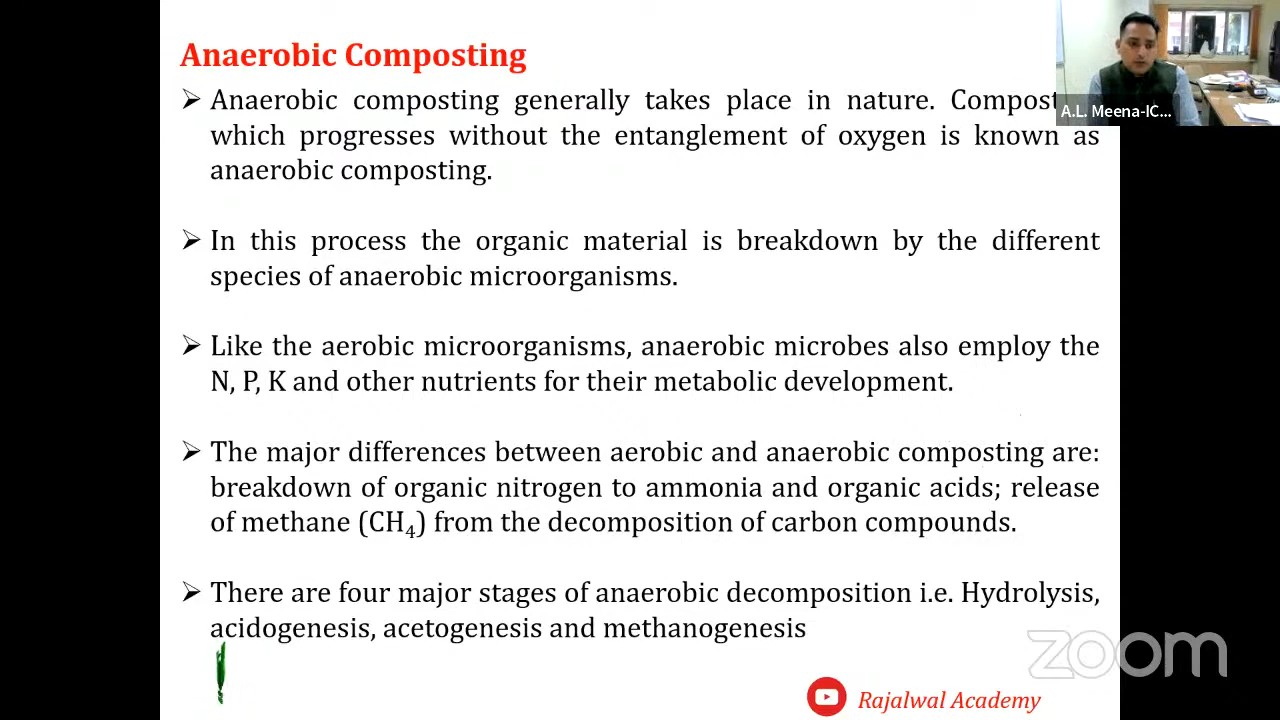 Anaerobic Composting
➢ Anaerobic composting generally takes place in nature. Compost
which progresses without the entanglement of oxygen is known as
anaerobic composting.
➢ In this process the organic material is breakdown by the different
species of anaerobic microorganisms.
➢ Like the aerobic microorganisms, anaerobic microbes also employ the
N, P, K and other nutrients for their metabolic development.
➢ The major differences between aerobic and anaerobic composting are:
breakdown of organic nitrogen to ammonia and organic acids; release
of methane (CH₄) from the decomposition of carbon compounds.
➢ There are four major stages of anaerobic decomposition i.e. Hydrolysis,
acidogenesis, acetogenesis and methanogenesis
A.L. Meena-IC...
zoom
Rajalwal Academy